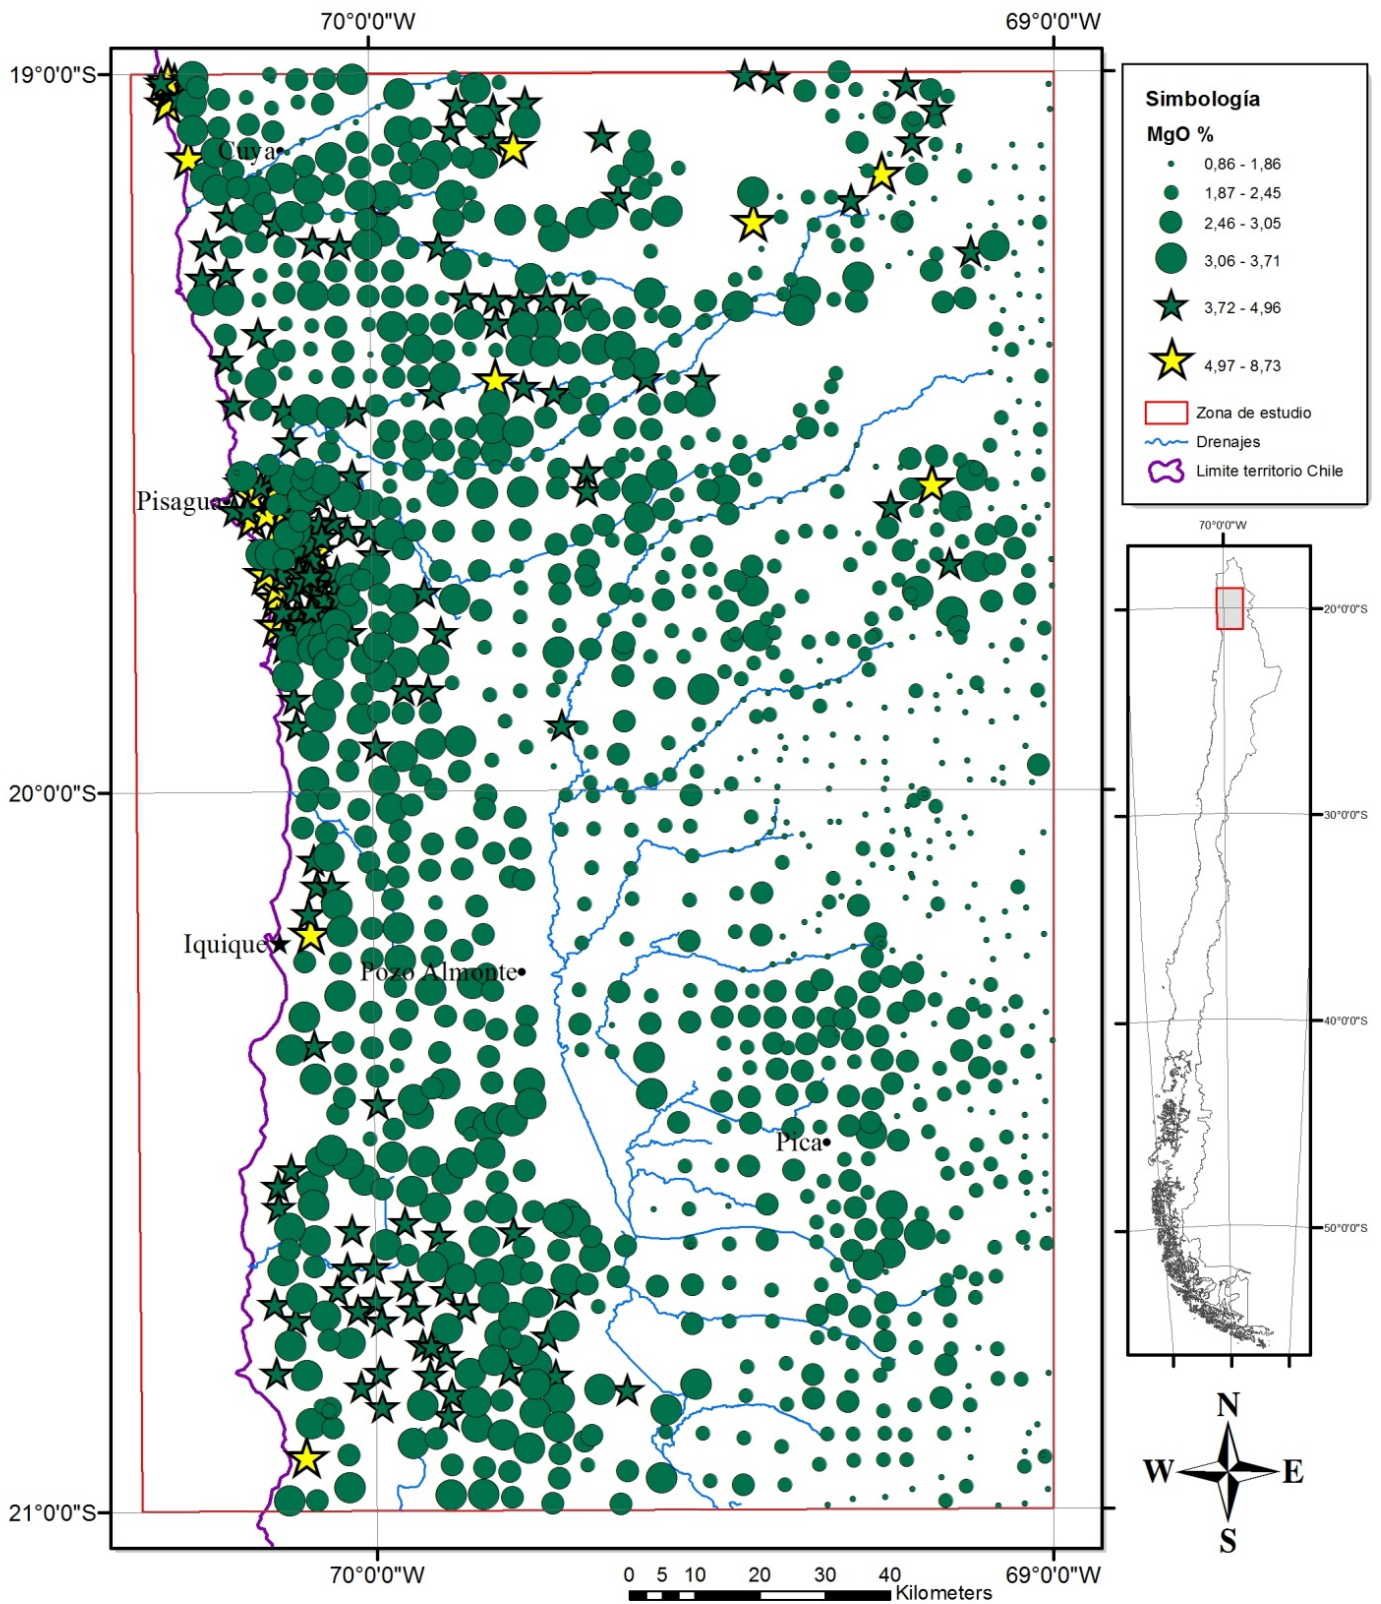 70°0'0"W
69°0'0"W
19°0'0"S
Cuya
Pisagua
20°0'0"S
Iquique
Pozo Almonte
Pica
21°0'0"S
70°0'0"W
69°0'0"W
0 5 10 20 30 40
Kilometers
Simbología
MgO %
0,86 - 1,86
1,87 - 2,45
2,46 - 3,05
3,06 - 3,71
3,72 - 4,96
4,97 - 8,73
Zona de estudio
Drenajes
Limite territorio Chile
70°0'0"W
20°0'0"S
30°0'0"S
40°0'0"S
50°0'0"S
N
W E
S